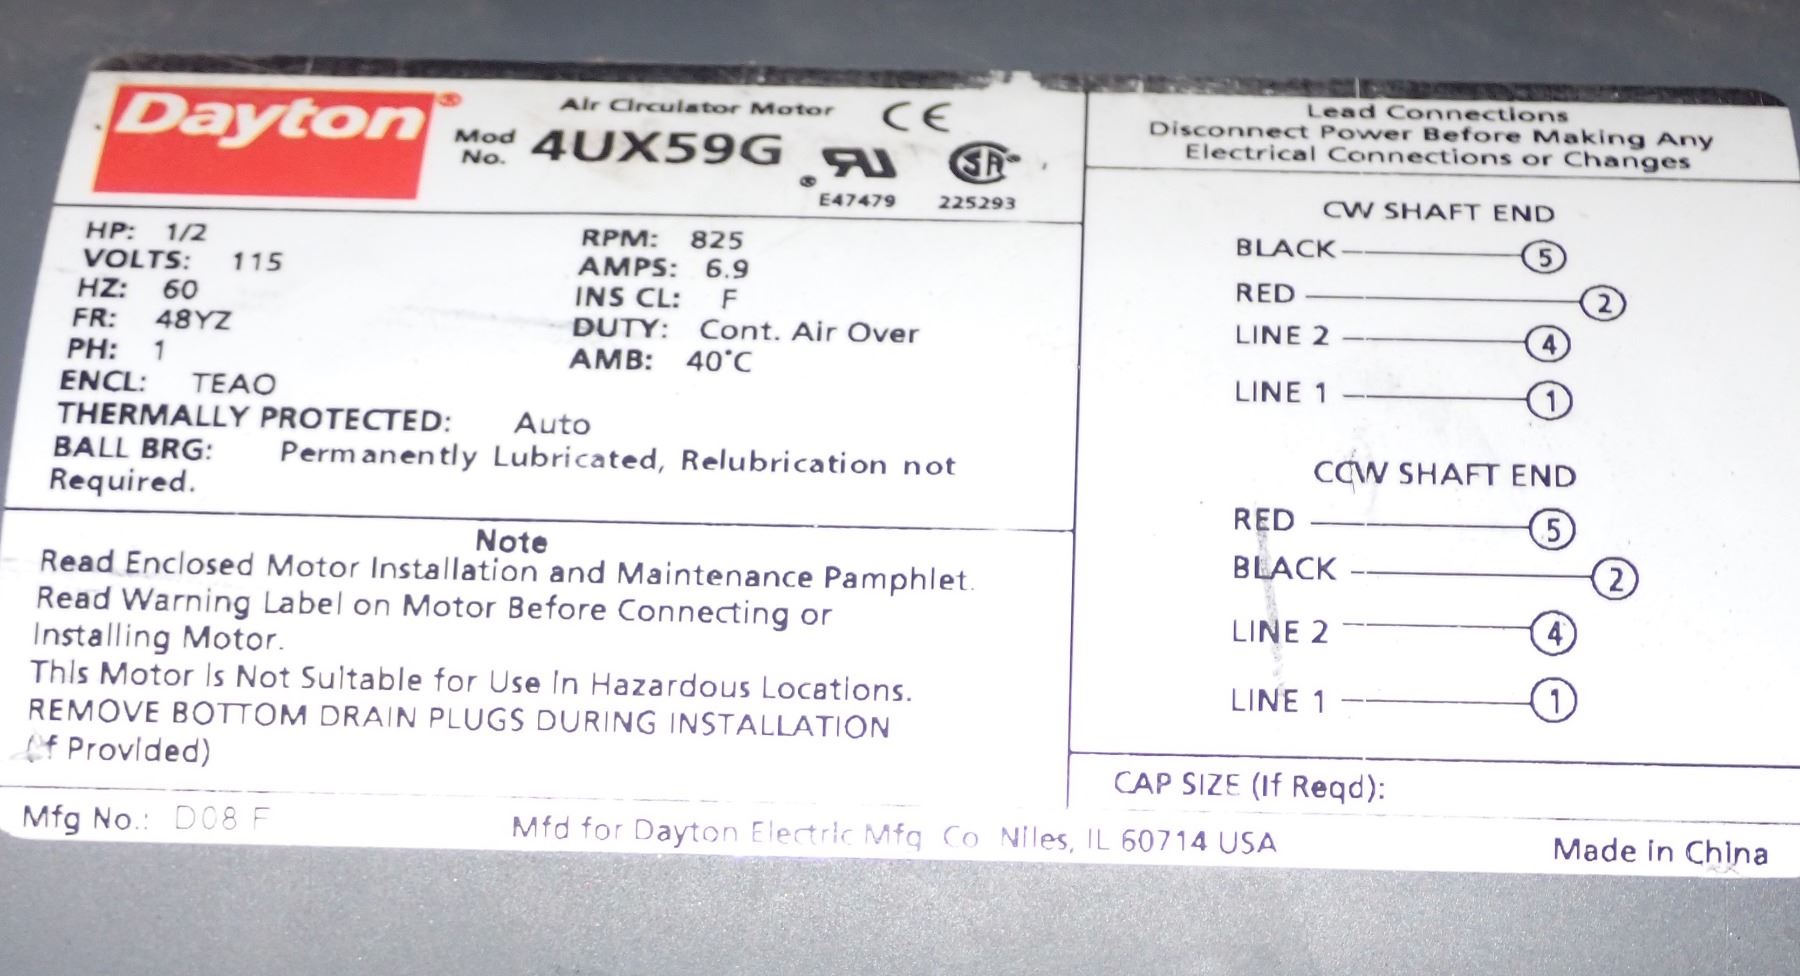 Dayton®
Air Circulator Motor
Mod No. 4UX59G
CE
E47479
225293
HP: 1/2
VOLTS: 115
HZ: 60
FR: 48YZ
PH: 1
ENCL: TEAO
RPM: 825
AMPS: 6.9
INS CL: F
DUTY: Cont. Air Over
AMB: 40°C
THERMALLY PROTECTED: Auto
BALL BRG: Permanently Lubricated, Relubrication not
Required.
Note
Read Enclosed Motor Installation and Maintenance Pamphlet.
Read Warning Label on Motor Before Connecting or
Installing Motor.
This Motor Is Not Suitable for Use in Hazardous Locations.
REMOVE BOTTOM DRAIN PLUGS DURING INSTALLATION
(If Provided)
Lead Connections
Disconnect Power Before Making Any
Electrical Connections or Changes
CW SHAFT END
BLACK 5
RED 2
LINE 2 4
LINE 1 1
CCW SHAFT END
RED 5
BLACK 2
LINE 2 4
LINE 1 1
CAP SIZE (If Reqd):
Mfg No.: D08 F
Mfd for Dayton Electric Mfg Co Niles, IL 60714 USA
Made in China